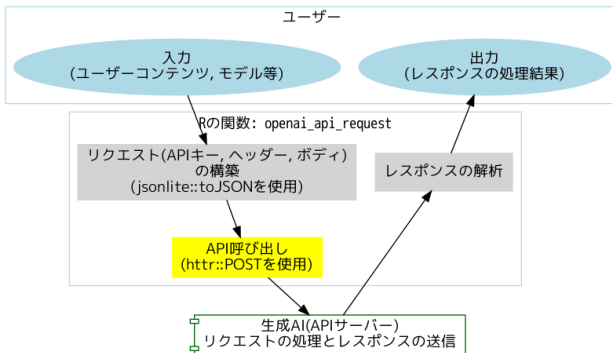 ユーザー
入力
(ユーザーコンテンツ, モデル等)
出力
(レスポンスの処理結果)
Rの関数: openai_api_request
リクエスト(APIキー, ヘッダー, ボディ)
の構築
(jsonlite::toJSONを使用)
レスポンスの解析
API呼び出し
(httr::POSTを使用)
生成AI(APIサーバー)
リクエストの処理とレスポンスの送信